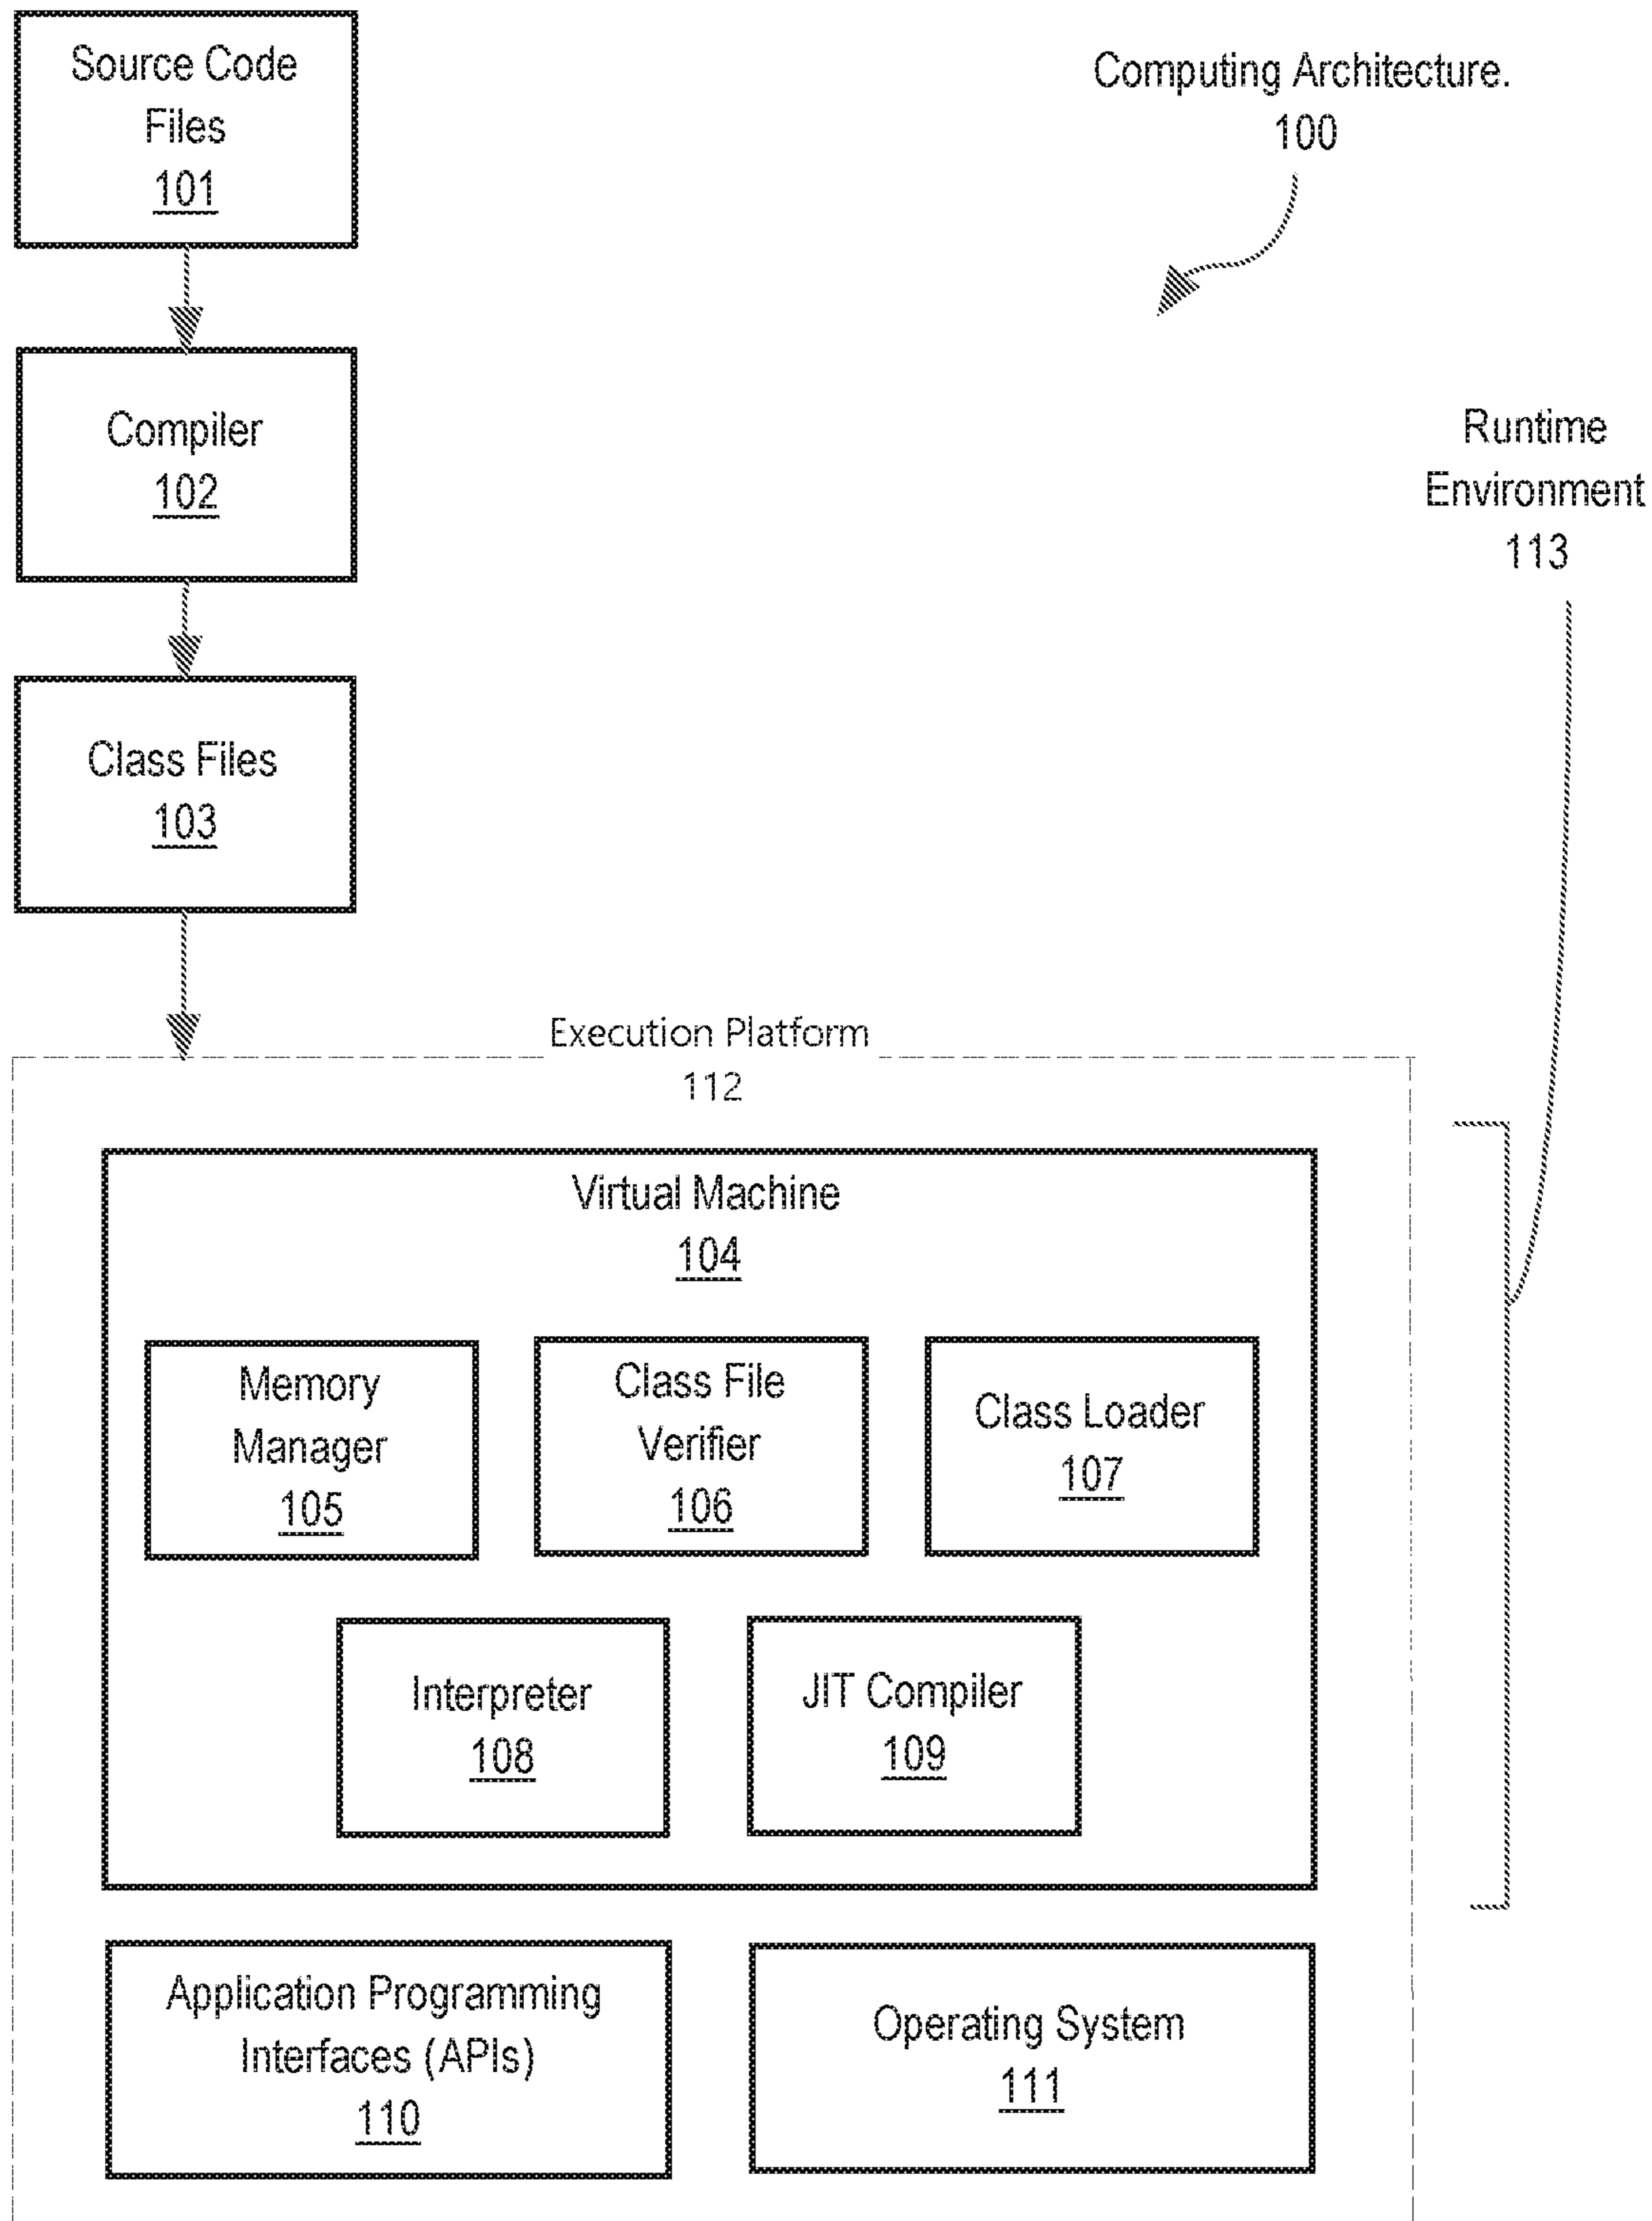 Source Code
Files
101
Computing Architecture.
100
Compiler
102
Runtime
Environment
113
Class Files
103
Execution Platform
112
Virtual Machine
104
Memory
Manager
105
Class File
Verifier
106
Class Loader
107
Interpreter
108
JIT Compiler
109
Application Programming
Interfaces (APIs)
110
Operating System
111